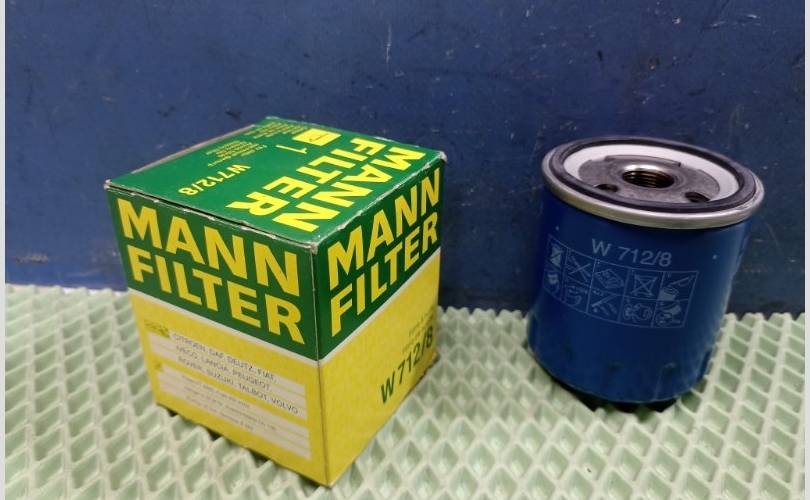 MANN
FILTER
1
W712/8
MANN
FILTER
CITROEN, DAF, DEUTZ, FIAT,
IVECO, LANCIA, PEUGEOT,
ROVER, SUZUKI, TALBOT, VOLVO
MANN
FILTER
W712/8
W 712/8